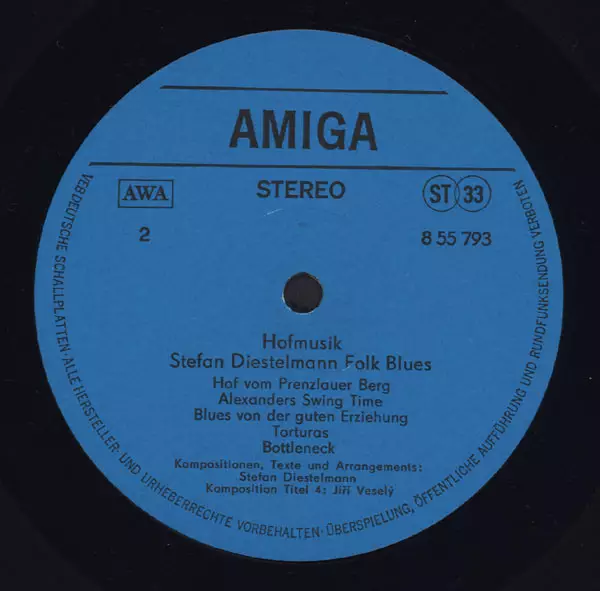 AMIGA
AWA
STEREO
ST 33
2
8 55 793
Hofmusik
Stefan Diestelmann Folk Blues
Hof vom Prenzlauer Berg
Alexanders Swing Time
Blues von der guten Erziehung
Torturas
Bottleneck
Kompositionen, Texte und Arrangements:
Stefan Diestelmann
Komposition Titel 4: Jiří Veselý
VEB DEUTSCHE SCHALLPLATTEN · ALLE HERSTELLER- UND URHEBERRECHTE VORBEHALTEN · ÜBERSPIELUNG, ÖFFENTLICHE AUFFÜHRUNG UND RUNDFUNKSENDUNG VERBOTEN